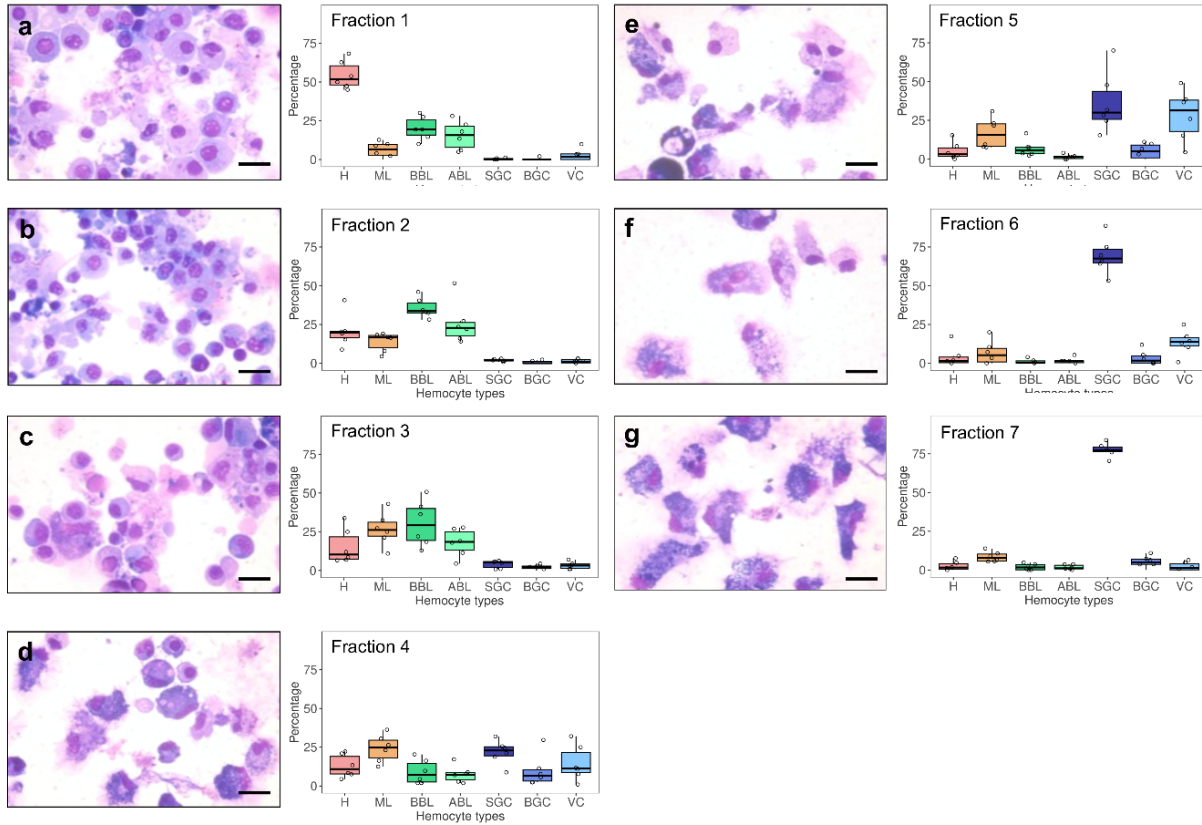 a
Fraction 1
Percentage
75
50
25
0
H ML BBL ABL SGC BGC VC
b
Fraction 2
Percentage
75
50
25
0
H ML BBL ABL SGC BGC VC
Hemocyte types
c
Fraction 3
Percentage
75
50
25
0
H ML BBL ABL SGC BGC VC
Hemocyte types
d
Fraction 4
Percentage
75
50
25
0
H ML BBL ABL SGC BGC VC
Hemocyte types
e
Fraction 5
Percentage
75
50
25
0
H ML BBL ABL SGC BGC VC
f
Fraction 6
Percentage
75
50
25
0
H ML BBL ABL SGC BGC VC
g
Fraction 7
Percentage
75
50
25
0
H ML BBL ABL SGC BGC VC
Hemocyte types